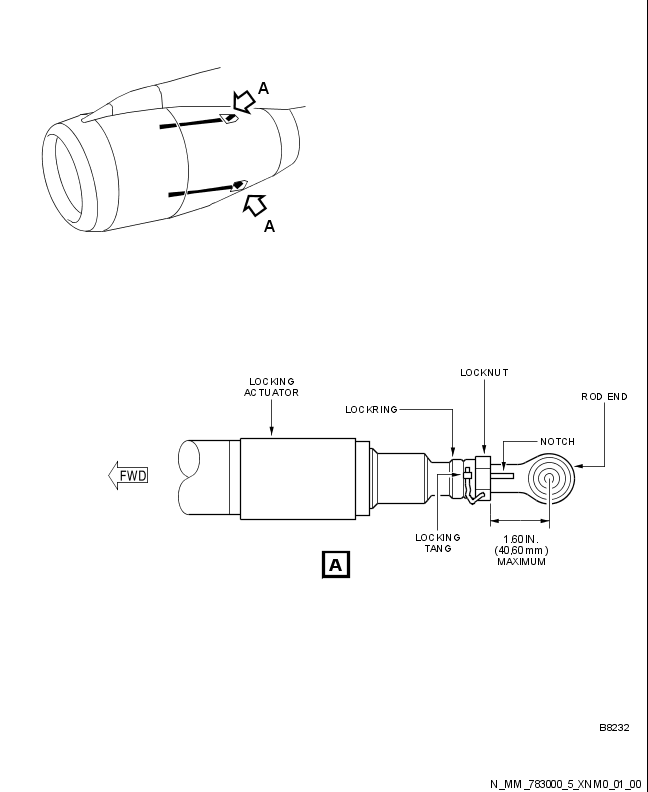 A
A
LOCKNUT
LOCKING
ACTUATOR
ROD END
LOCKRING
NOTCH
FWD
LOCKING
TANG
1.60 IN.
(40,60 mm)
MAXIMUM
A
B8232
N_MM_783000_5_XNM0_01_00